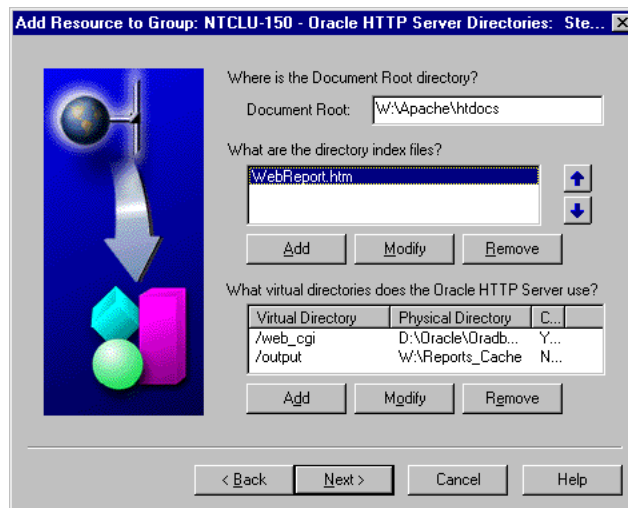 Add Resource to Group: NTCLU-150 - Oracle HTTP Server Directories: Ste...
Where is the Document Root directory?
Document Root: W:\Apache\htdocs
What are the directory index files?
WebReport.htm
Add Modify Remove
What virtual directories does the Oracle HTTP Server use?
Virtual Directory Physical Directory C...
/web_cgi D:\Oracle\Oradb... Y...
/output W:\Reports_Cache N...
Add Modify Remove
< Back Next > Cancel Help